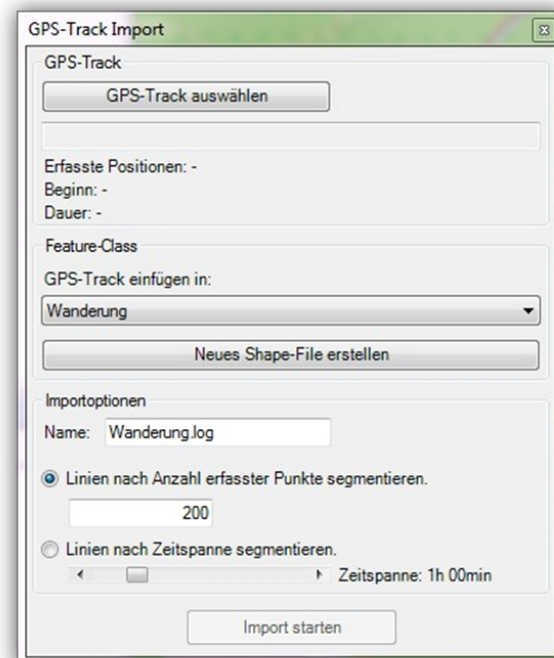 GPS-Track Import
GPS-Track
GPS-Track auswählen
Erfasste Positionen: -
Beginn: -
Dauer: -
Feature-Class
GPS-Track einfügen in:
Wanderung
Neues Shape-File erstellen
Importoptionen
Name: Wanderung.log
Linien nach Anzahl erfasster Punkte segmentieren.
200
Linien nach Zeitspanne segmentieren.
Zeitspanne: 1h 00min
Import starten